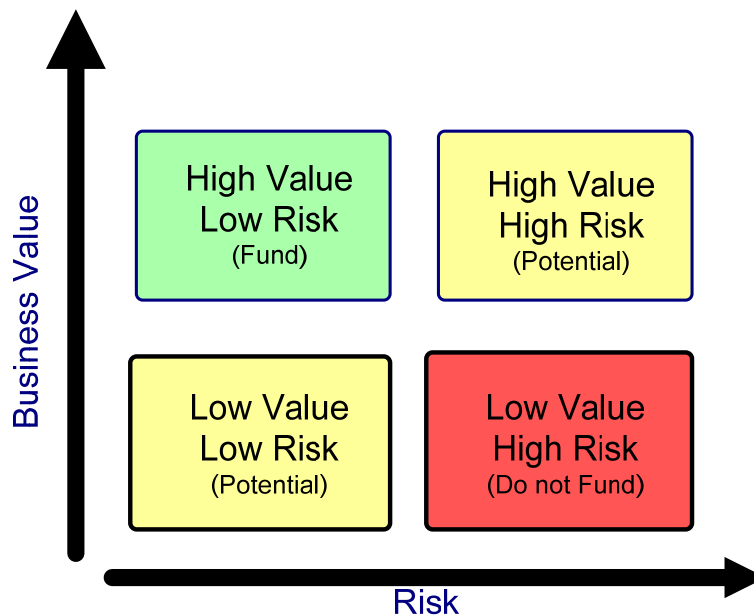 Business Value
High Value
Low Risk
(Fund)
High Value
High Risk
(Potential)
Low Value
Low Risk
(Potential)
Low Value
High Risk
(Do not Fund)
Risk